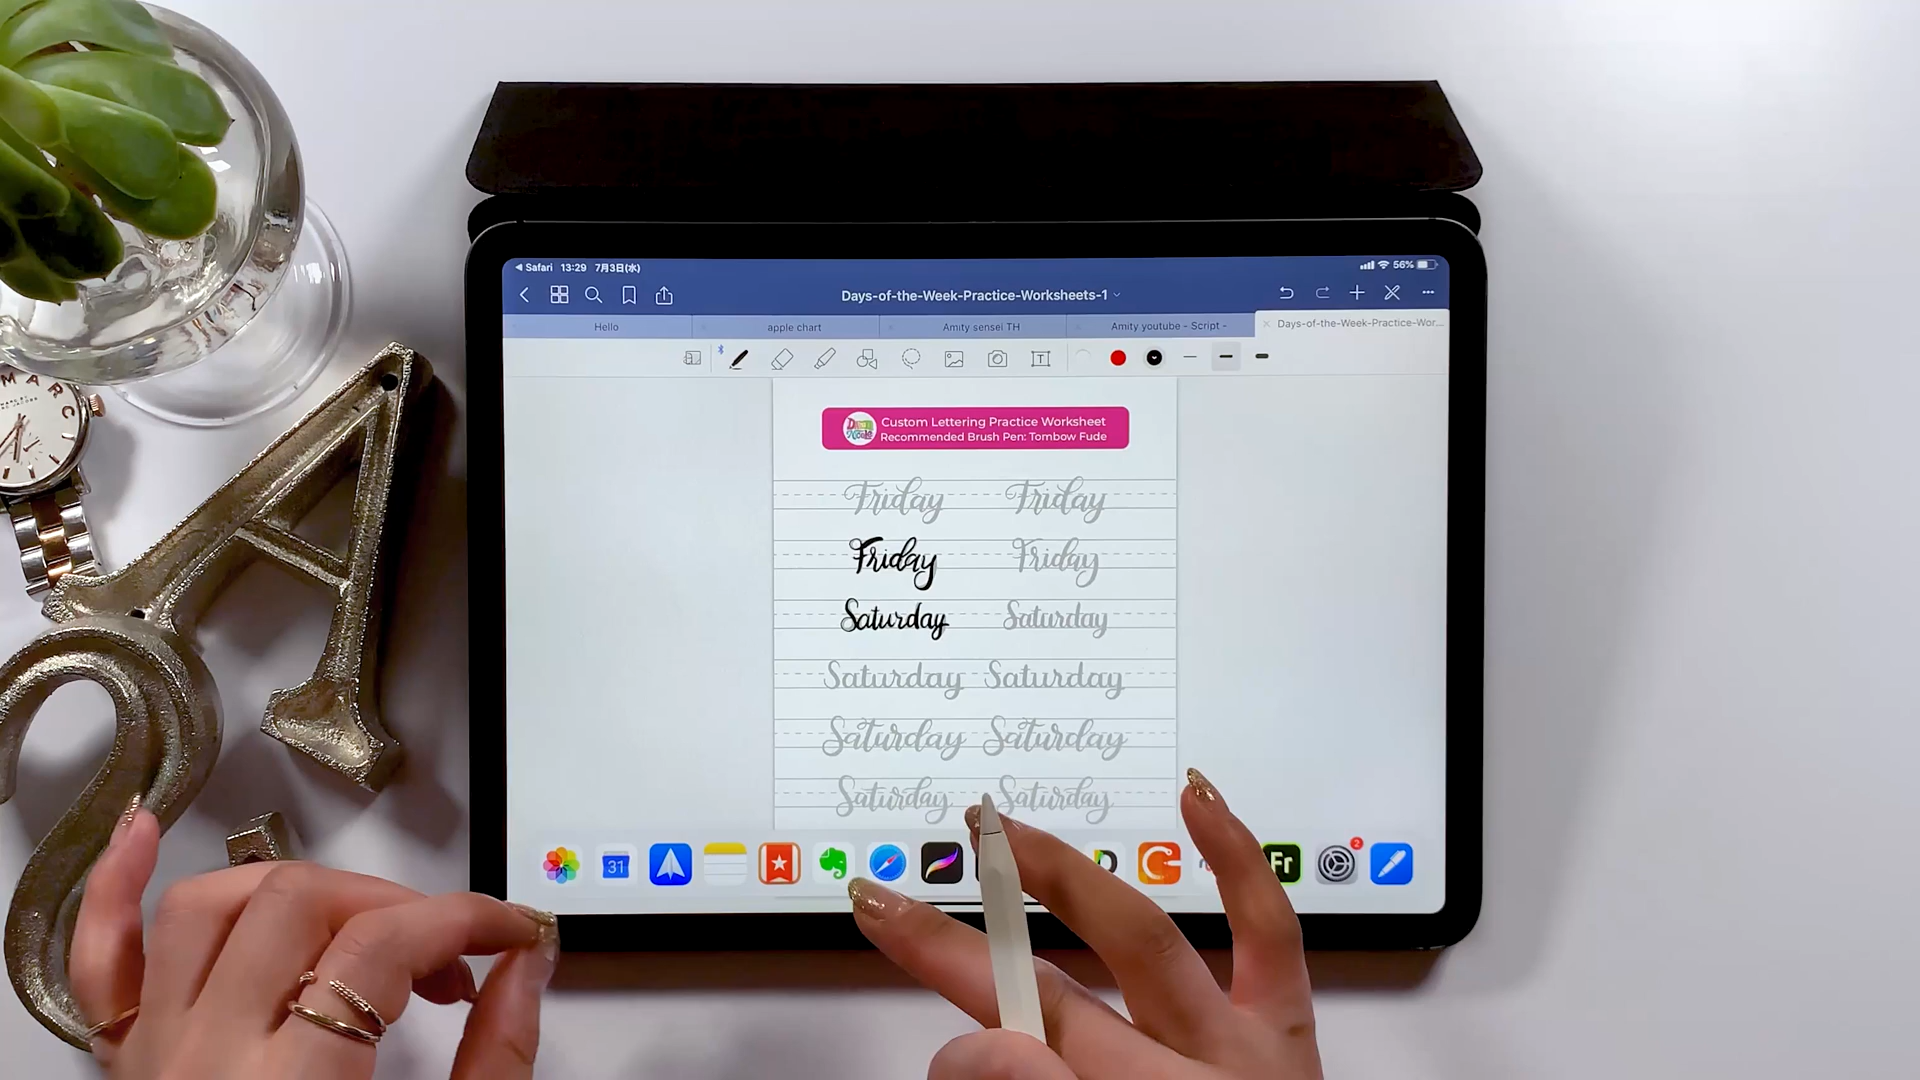 Safari 13:29 7月3日(水) 56%
Days-of-the-Week-Practice-Worksheets-1
Hello apple chart Amity sensei TH Amity youtube - Script - Days-of-the-Week-Practice-Wor...
T
Custom Lettering Practice Worksheet
Recommended Brush Pen: Tombow Fude
Friday Friday
Friday Friday
Saturday Saturday
Saturday Saturday
Saturday Saturday
Saturday Saturday
31 Fr 2
MARC